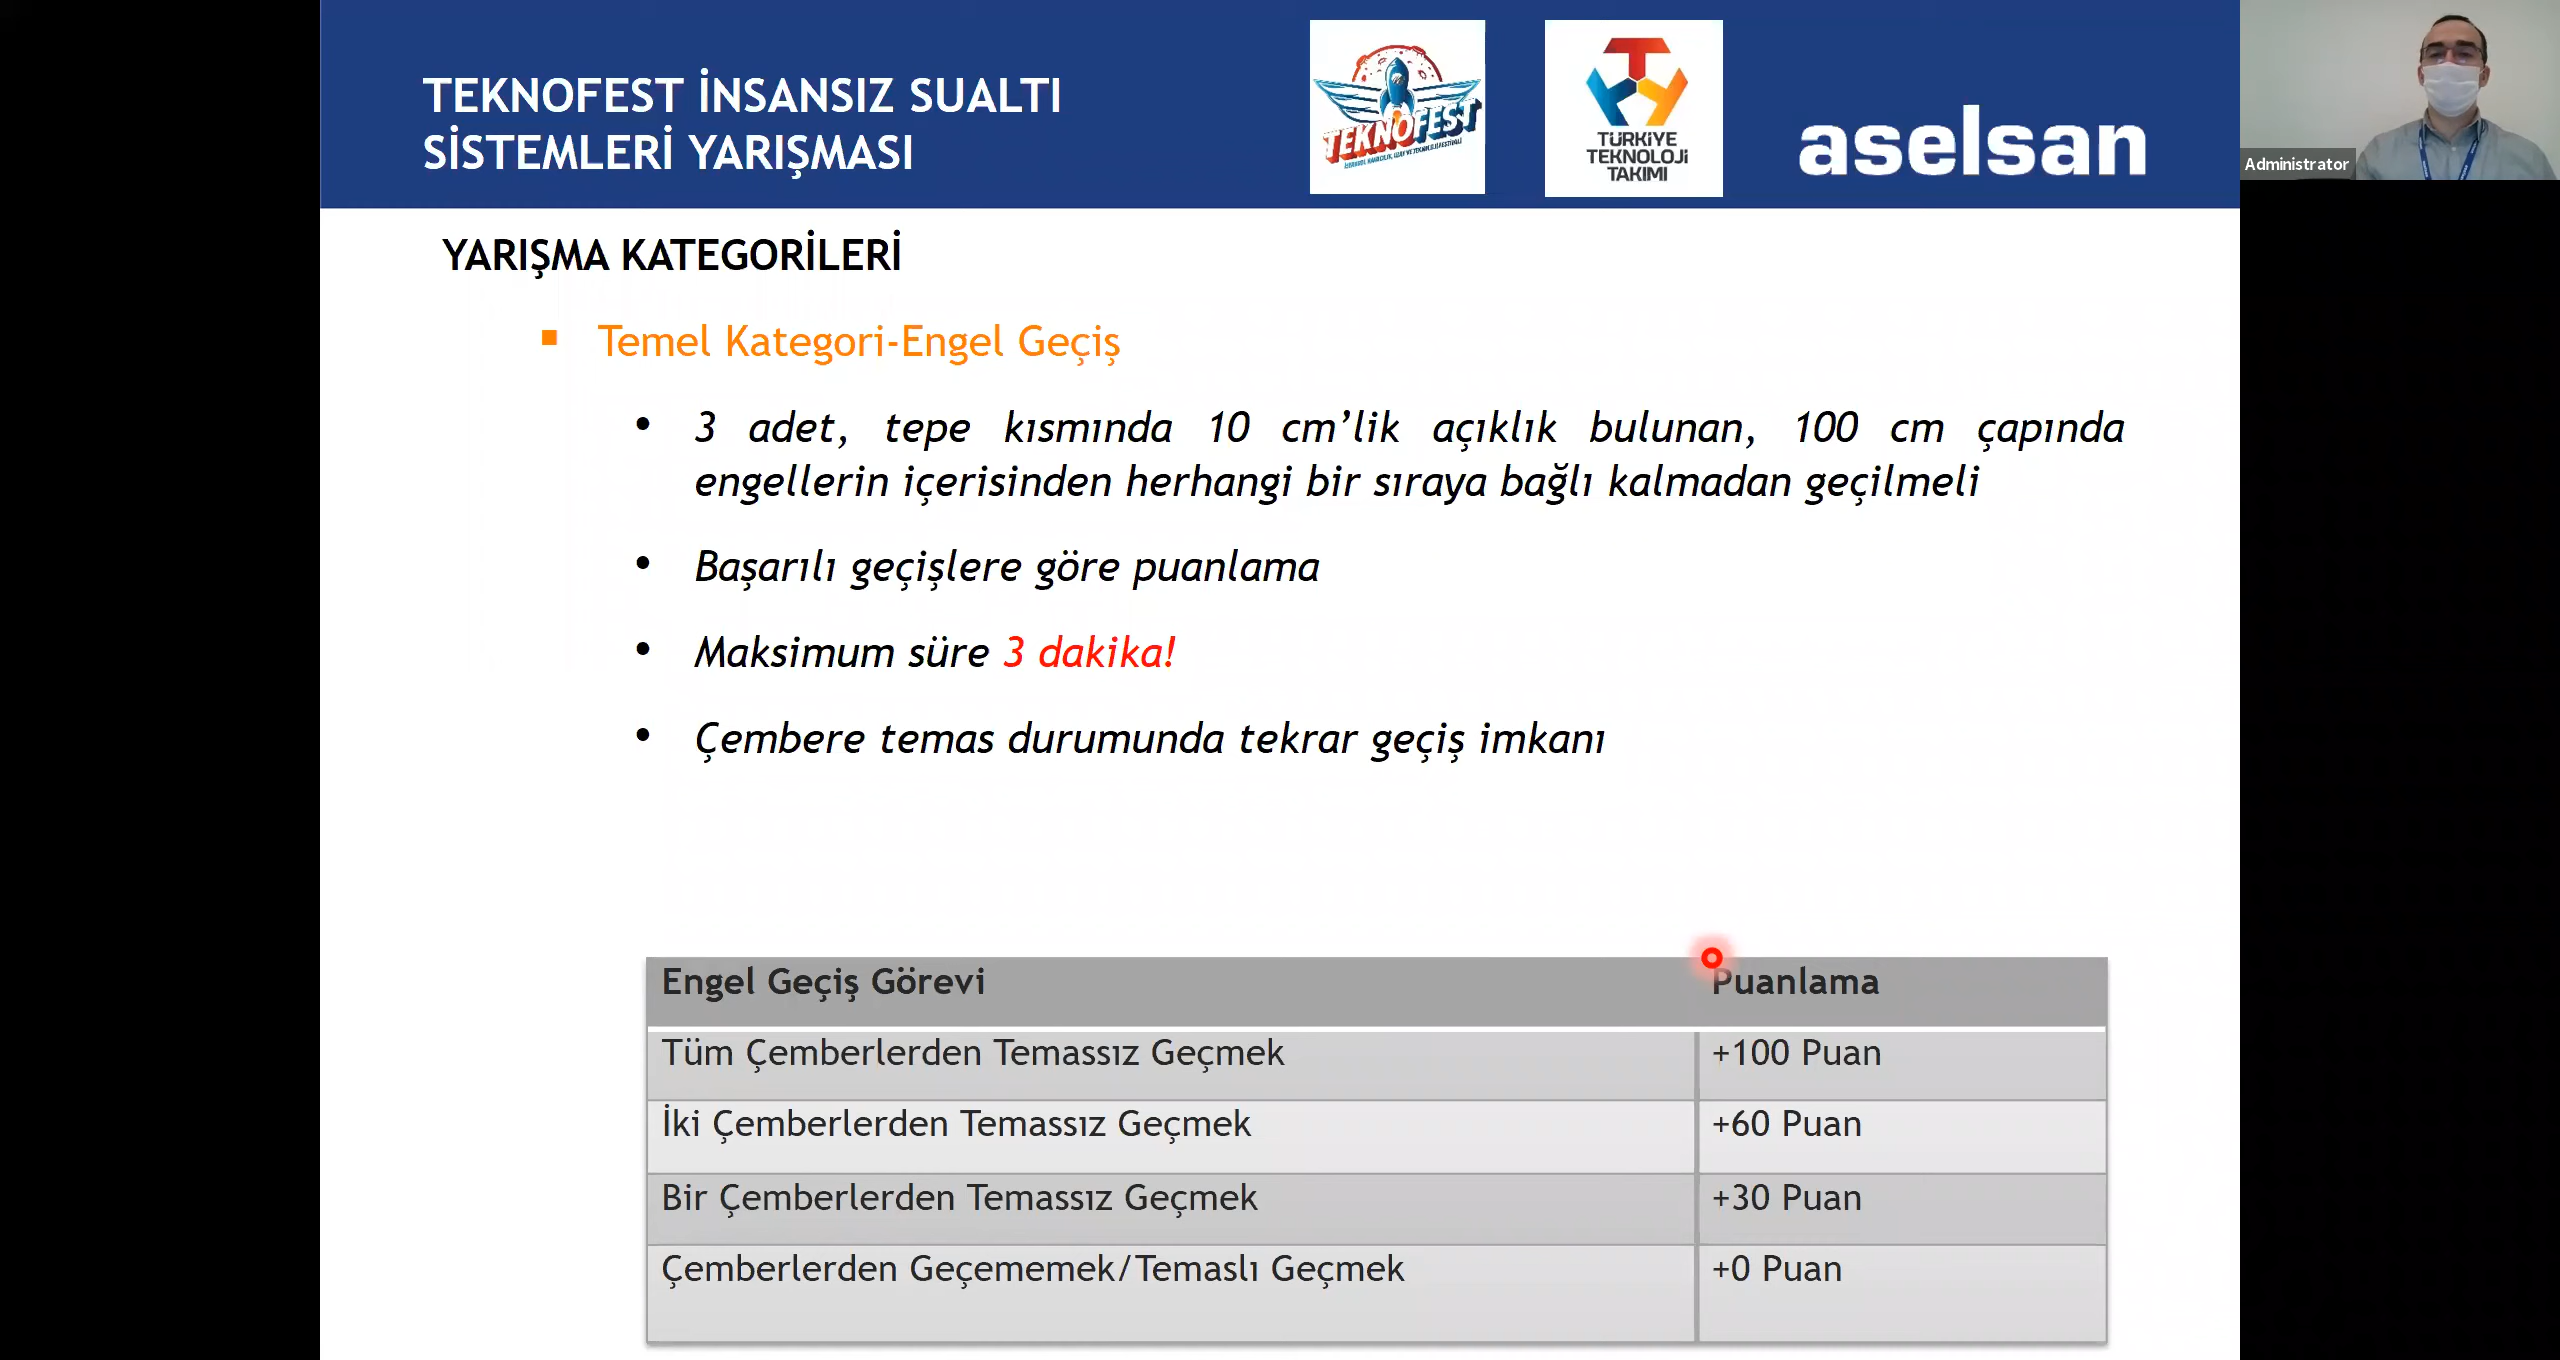 TEKNOFEST İNSANSIZ SUALTI
SİSTEMLERİ YARIŞMASI
TEKNOFEST
TÜRKİYE
TEKNOLOJİ
TAKIMI
aselsan
Administrator
YARIŞMA KATEGORİLERİ
Temel Kategori-Engel Geçiş
3 adet, tepe kısmında 10 cm’lik açıklık bulunan, 100 cm çapında
engellerin içerisinden herhangi bir sıraya bağlı kalmadan geçilmeli
Başarılı geçişlere göre puanlama
Maksimum süre 3 dakika!
Çembere temas durumunda tekrar geçiş imkanı
Engel Geçiş Görevi Puanlama
Tüm Çemberlerden Temassız Geçmek +100 Puan
İki Çemberlerden Temassız Geçmek +60 Puan
Bir Çemberlerden Temassız Geçmek +30 Puan
Çemberlerden Geçememek/Temaslı Geçmek +0 Puan